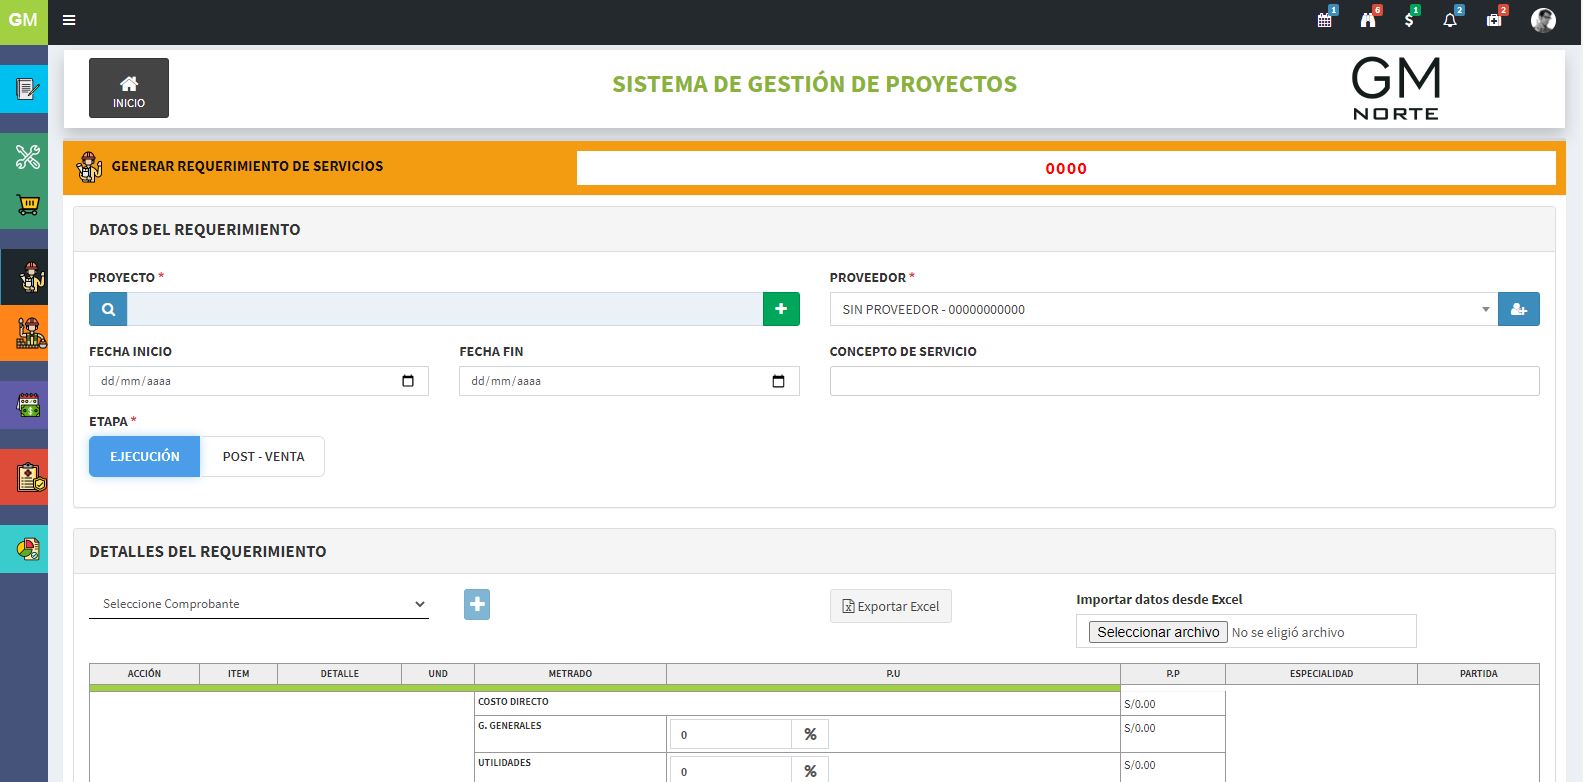 GM
1
6
1
2
2
INICIO
SISTEMA DE GESTIÓN DE PROYECTOS
GM
NORTE
GENERAR REQUERIMIENTO DE SERVICIOS
0000
DATOS DEL REQUERIMIENTO
PROYECTO *
PROVEEDOR *
SIN PROVEEDOR - 00000000000
FECHA INICIO
FECHA FIN
CONCEPTO DE SERVICIO
dd/mm/aaaa
dd/mm/aaaa
ETAPA *
EJECUCIÓN
POST - VENTA
DETALLES DEL REQUERIMIENTO
Seleccione Comprobante
Exportar Excel
Importar datos desde Excel
Seleccionar archivo No se eligió archivo
ACCIÓN ITEM DETALLE UND METRADO P.U P.P ESPECIALIDAD PARTIDA
COSTO DIRECTO S/0.00
G. GENERALES 0 % S/0.00
UTILIDADES 0 % S/0.00